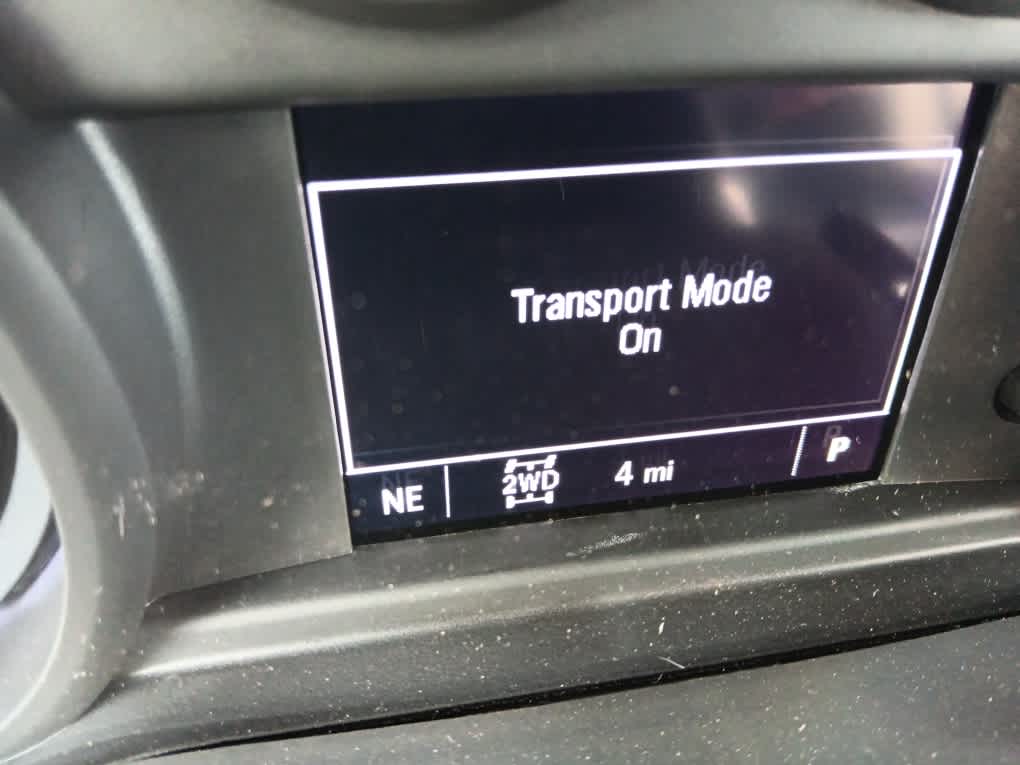 Transport Mode
On
NE 2WD 4 mi P